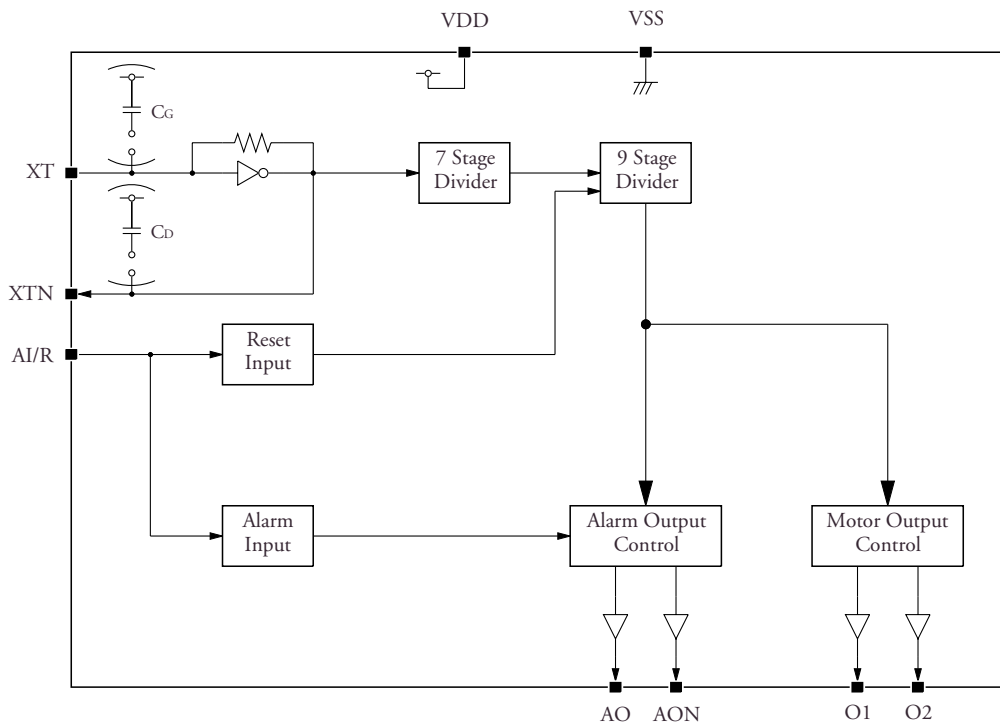 VDD
VSS
CG
XT
7 Stage
Divider
9 Stage
Divider
CD
XTN
AI/R
Reset
Input
Alarm
Input
Alarm Output
Control
Motor Output
Control
AO
AON
O1
O2